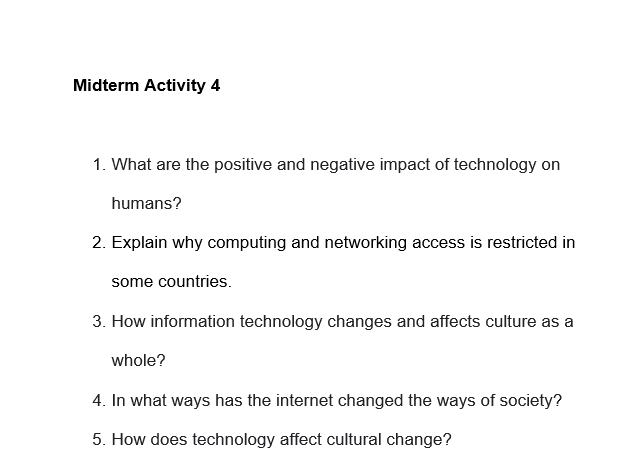 Midterm Activity 4
1. What are the positive and negative impact of technology on
humans?
2. Explain why computing and networking access is restricted in
some countries.
3. How information technology changes and affects culture as a
whole?
4. In what ways has the internet changed the ways of society?
5. How does technology affect cultural change?